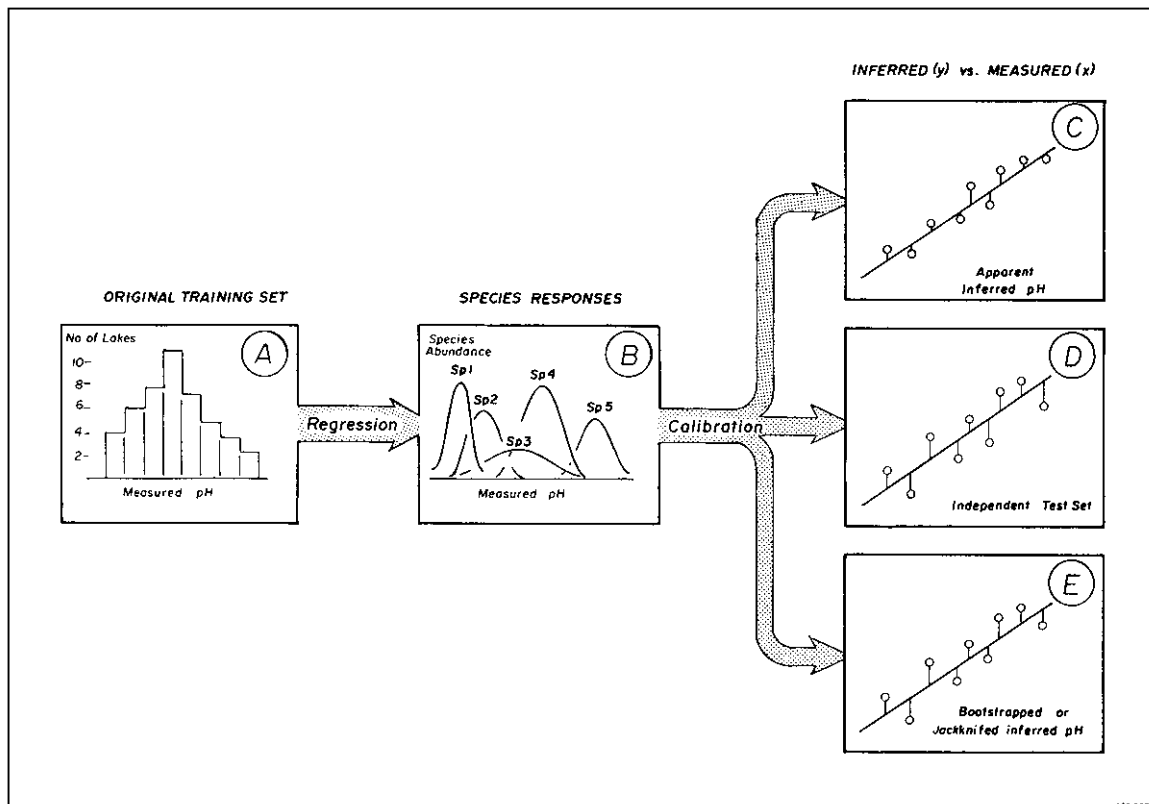 INFERRED (y) vs. MEASURED (x)
C
Apparent
Inferred pH
ORIGINAL TRAINING SET
SPECIES RESPONSES
No of Lakes
A
10
8
6
4
2
Measured pH
Regression
Species
Abundance
B
Sp1
Sp2
Sp3
Sp4
Sp5
Measured pH
Calibration
D
Independent Test Set
E
Bootstrapped or
Jackknifed inferred pH